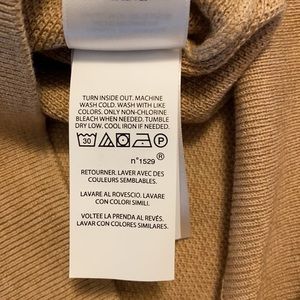 TURN INSIDE OUT. MACHINE
WASH COLD. WASH WITH LIKE
COLORS. ONLY NON-CHLORINE
BLEACH WHEN NEEDED. TUMBLE
DRY LOW. COOL IRON IF NEEDED.
30 P
n°1529
RETOURNER. LAVER AVEC DES
COULEURS SEMBLABLES.
LAVARE AL ROVESCIO. LAVARE
CON COLORI SIMILI.
VOLTEE LA PRENDA AL REVÉS.
LAVAR CON COLORES SIMILARES.